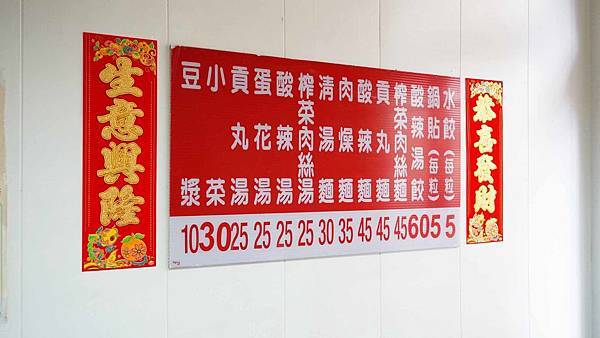 恭喜發財
水餃(每粒) 5
鍋貼(每粒) 5
酸辣湯餃 60
榨菜肉絲麵 45
貢丸麵 45
酸辣麵 45
肉燥麵 35
清湯麵 30
榨菜肉絲湯 25
酸辣湯 25
蛋花湯 25
貢丸湯 25
小菜 30
豆漿 10
生意興隆